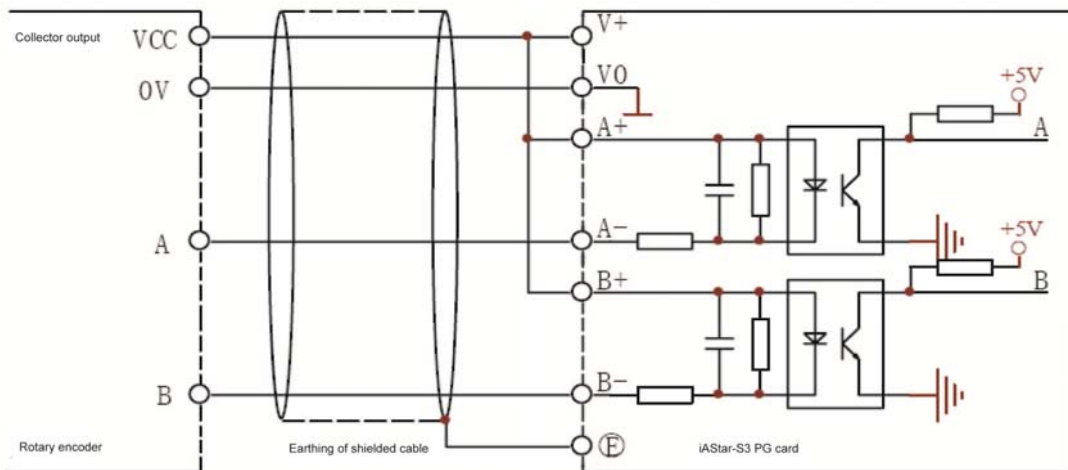 Collector output
VCC
V+
0V
V0
+5V
A+
A
A
A-
+5V
B+
B
B
B-
Rotary encoder
Earthing of shielded cable
E
iAStar-S3 PG card